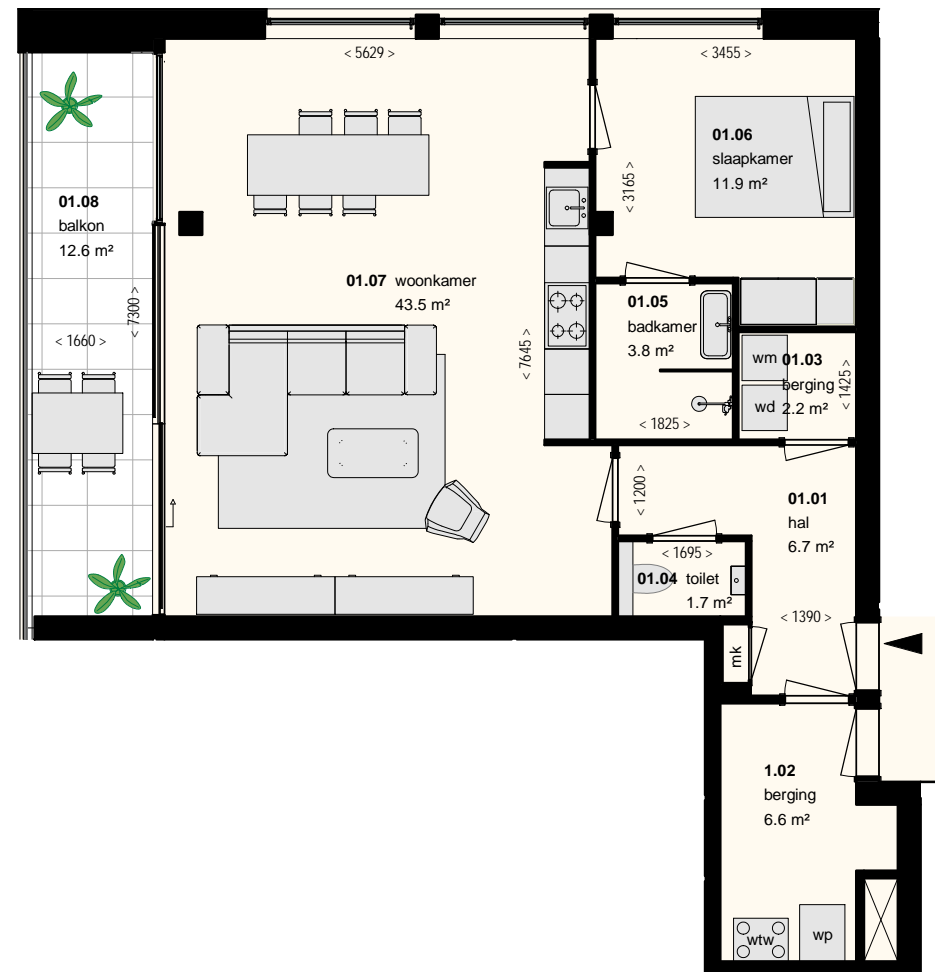 < 5629 >
< 3455 >
01.06
slaapkamer
11.9 m²
< 3165 >
01.08
balkon
12.6 m²
01.07 woonkamer
43.5 m²
< 7300 >
< 1660 >
< 7645 >
01.05
badkamer
3.8 m²
< 1825 >
wm
wd
01.03
berging
2.2 m²
< 1425 >
< 1200 >
01.01
hal
6.7 m²
< 1695 >
01.04 toilet
1.7 m²
< 1390 >
mk
1.02
berging
6.6 m²
wtw
wp